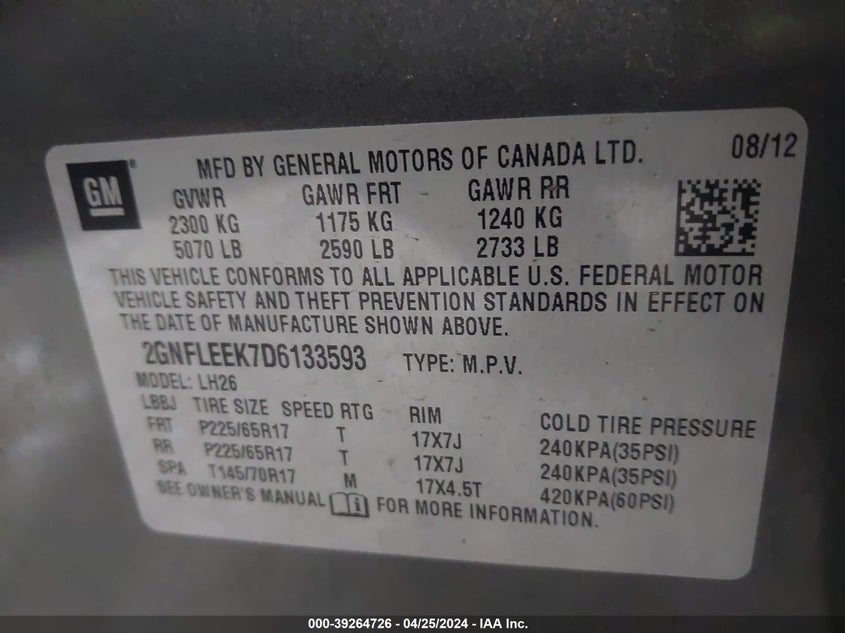 GM
MFD BY GENERAL MOTORS OF CANADA LTD. 08/12
GVWR GAWR FRT GAWR RR
2300 KG 1175 KG 1240 KG
5070 LB 2590 LB 2733 LB
THIS VEHICLE CONFORMS TO ALL APPLICABLE U.S. FEDERAL MOTOR
VEHICLE SAFETY AND THEFT PREVENTION STANDARDS IN EFFECT ON
THE DATE OF MANUFACTURE SHOWN ABOVE.
2GNFLEEK7D6133593 TYPE: M.P.V.
MODEL: LH26
LBBJ TIRE SIZE SPEED RTG RIM COLD TIRE PRESSURE
FRT P225/65R17 T 17X7J 240KPA(35PSI)
RR P225/65R17 T 17X7J 240KPA(35PSI)
SPA T145/70R17 M 17X4.5T 420KPA(60PSI)
SEE OWNER'S MANUAL FOR MORE INFORMATION.
000-39264726 - 04/25/2024 - IAA Inc.